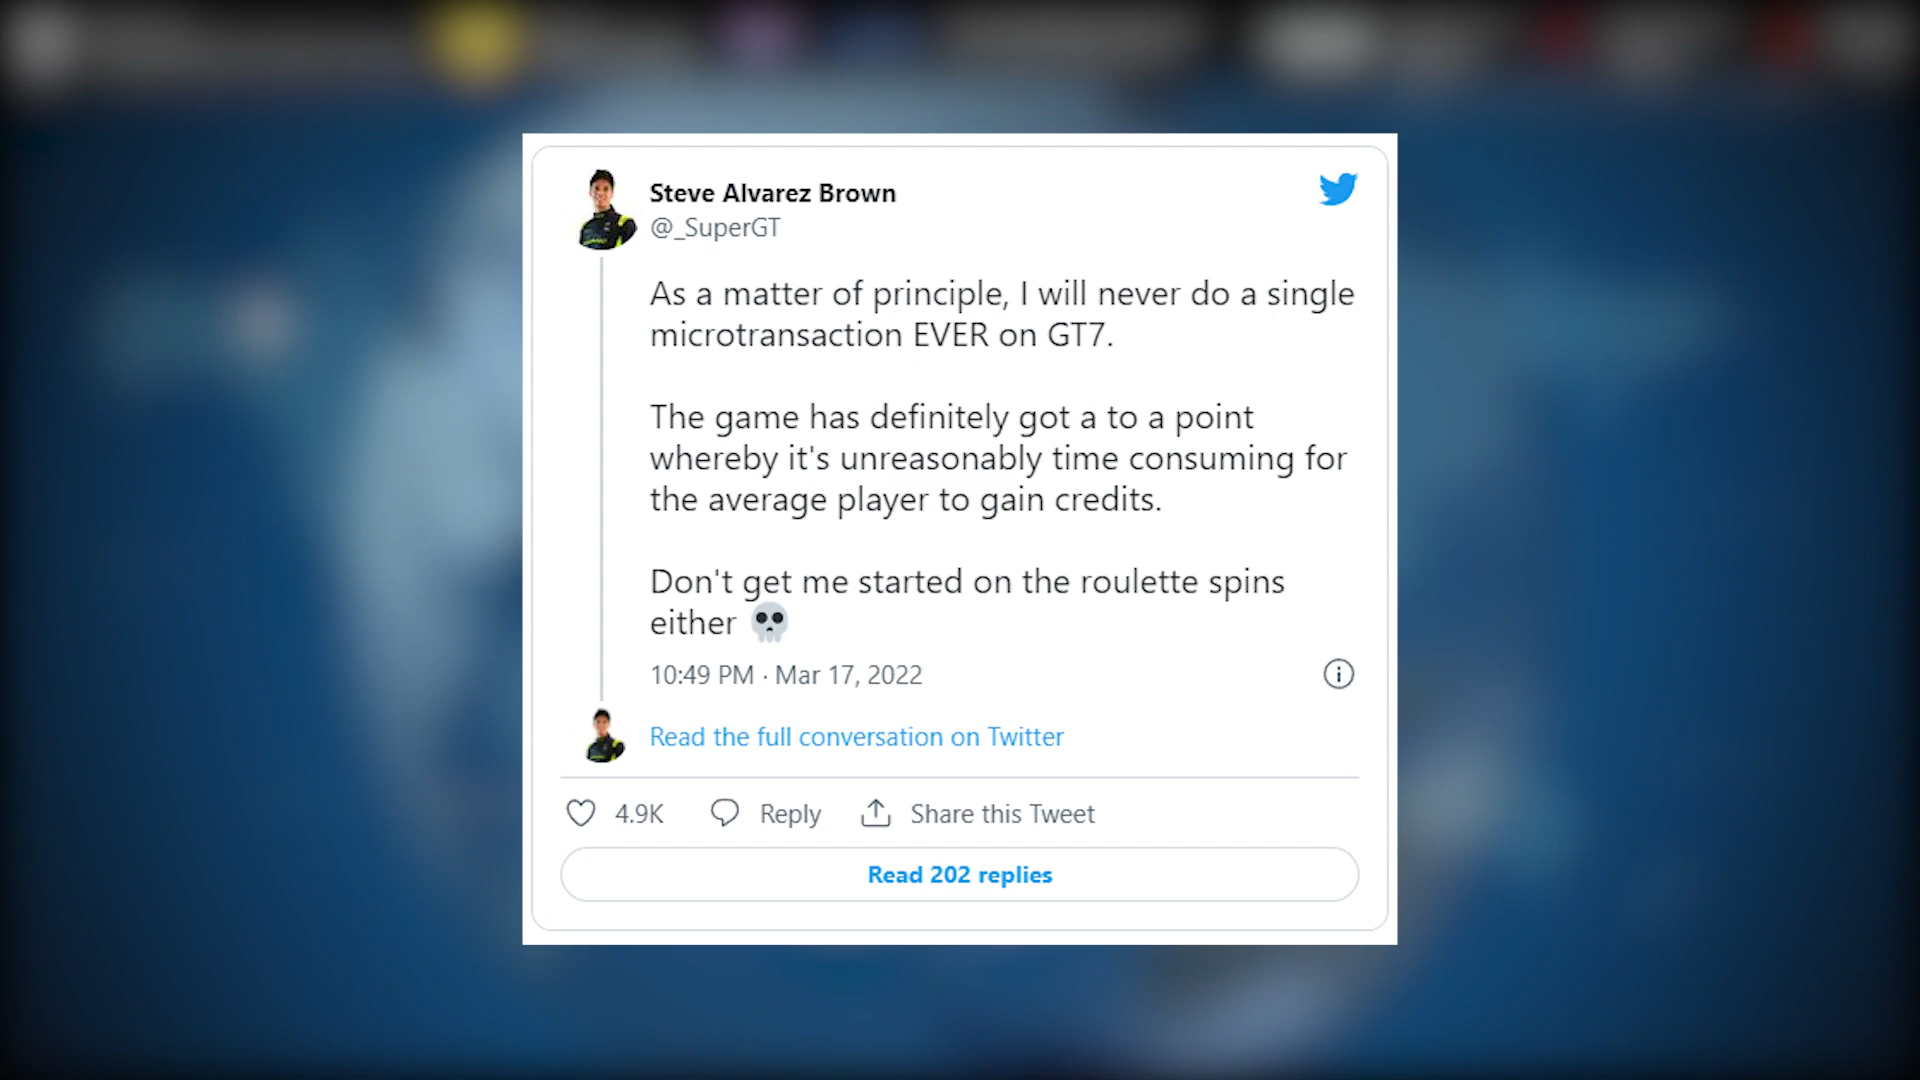 Steve Alvarez Brown
@_SuperGT
As a matter of principle, I will never do a single
microtransaction EVER on GT7.
The game has definitely got a to a point
whereby it's unreasonably time consuming for
the average player to gain credits.
Don't get me started on the roulette spins
either 💀
10:49 PM · Mar 17, 2022
Read the full conversation on Twitter
4.9K Reply Share this Tweet
Read 202 replies